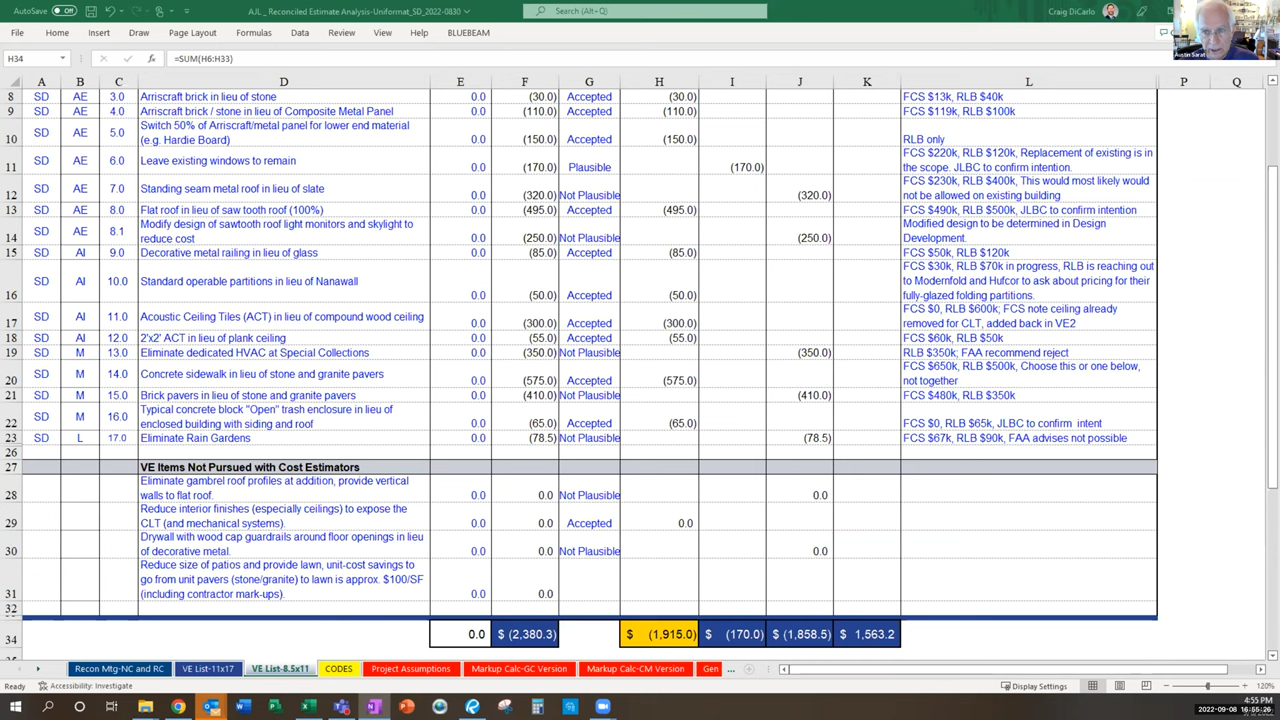 AutoSave Off
AJL _ Reconciled Estimate Analysis-Uniformat_SD_2022-0830
Search (Alt+Q)
Craig DiCarlo
File Home Insert Draw Page Layout Formulas Data Review View Help BLUEBEAM
Austin Sarat
H34 fx =SUM(H6:H33)
A B C D E F G H I J K L P Q
8 SD AE 3.0 Arriscraft brick in lieu of stone 0.0 (30.0) Accepted (30.0) FCS $13k, RLB $40k
9 SD AE 4.0 Arriscraft brick / stone in lieu of Composite Metal Panel 0.0 (110.0) Accepted (110.0) FCS $119k, RLB $100k
Switch 50% of Arriscraft/metal panel for lower end material
10 SD AE 5.0 (e.g. Hardie Board) 0.0 (150.0) Accepted (150.0) RLB only
FCS $220k, RLB $120k, Replacement of existing is in
11 SD AE 6.0 Leave existing windows to remain 0.0 (170.0) Plausible (170.0) the scope. JLBC to confirm intention.
FCS $230k, RLB $400k, This would most likely would
12 SD AE 7.0 Standing seam metal roof in lieu of slate 0.0 (320.0) Not Plausible (320.0) not be allowed on existing building
13 SD AE 8.0 Flat roof in lieu of saw tooth roof (100%) 0.0 (495.0) Accepted (495.0) FCS $490k, RLB $500k, JLBC to confirm intention
Modify design of sawtooth roof light monitors and skylight to Modified design to be determined in Design
14 SD AE 8.1 reduce cost 0.0 (250.0) Not Plausible (250.0) Development.
15 SD AI 9.0 Decorative metal railing in lieu of glass 0.0 (85.0) Accepted (85.0) FCS $50k, RLB $120k
FCS $30k, RLB $70k in progress, RLB is reaching out
SD AI 10.0 Standard operable partitions in lieu of Nanawall to Modernfold and Hufcor to ask about pricing for their
16 0.0 (50.0) Accepted (50.0) fully-glazed folding partitions.
FCS $0, RLB $600k; FCS note ceiling already
17 SD AI 11.0 Acoustic Ceiling Tiles (ACT) in lieu of compound wood ceiling 0.0 (300.0) Accepted (300.0) removed for CLT, added back in VE2
18 SD AI 12.0 2'x2' ACT in lieu of plank ceiling 0.0 (55.0) Accepted (55.0) FCS $60k, RLB $50k
19 SD M 13.0 Eliminate dedicated HVAC at Special Collections 0.0 (350.0) Not Plausible (350.0) RLB $350k; FAA recommend reject
FCS $650k, RLB $500k, Choose this or one below,
20 SD M 14.0 Concrete sidewalk in lieu of stone and granite pavers 0.0 (575.0) Accepted (575.0) not together
21 SD M 15.0 Brick pavers in lieu of stone and granite pavers 0.0 (410.0) Not Plausible (410.0) FCS $480k, RLB $350k
Typical concrete block "Open" trash enclosure in lieu of
22 SD M 16.0 enclosed building with siding and roof 0.0 (65.0) Accepted (65.0) FCS $0, RLB $65k, JLBC to confirm intent
23 SD L 17.0 Eliminate Rain Gardens 0.0 (78.5) Not Plausible (78.5) FCS $67k, RLB $90k, FAA advises not possible
26
27 VE Items Not Pursued with Cost Estimators
Eliminate gambrel roof profiles at addition, provide vertical
28 walls to flat roof. 0.0 0.0 Not Plausible 0.0
Reduce interior finishes (especially ceilings) to expose the
29 CLT (and mechanical systems). 0.0 0.0 Accepted 0.0
Drywall with wood cap guardrails around floor openings in lieu
30 of decorative metal. 0.0 0.0 Not Plausible 0.0
Reduce size of patios and provide lawn, unit-cost savings to
go from unit pavers (stone/granite) to lawn is approx. $100/SF
31 (including contractor mark-ups). 0.0 0.0
32
34 0.0 $ (2,380.3) $ (1,915.0) $ (170.0) $ (1,858.5) $ 1,563.2
Recon Mtg-NC and RC VE List-11x17 VE List-8.5x11 CODES Project Assumptions Markup Calc-GC Version Markup Calc-CM Version Gen ...
Ready Accessibility: Investigate Display Settings 120%
4:55 PM
2022-09-08 16:55:26